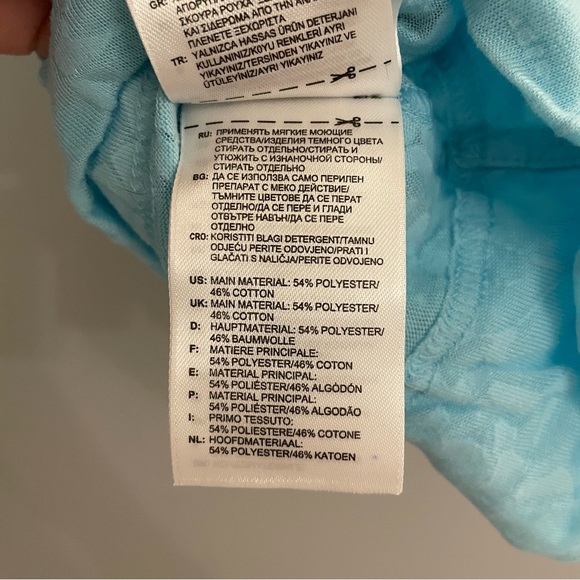 GR:
ΣΚΟΥΡΑ ΡΟΥΧΑ
ΚΑΙ ΣΙΔΕΡΩΜΑ ΑΠΟ ΤΗΝ
ΠΛΕΝΕΤΕ ΞΕΧΩΡΙΣΤΑ
TR: YALNIZCA HASSAS ÜRÜN DETERJANI
KULLANINIZ/KOYU RENKLERİ AYRI
YIKAYINIZ/TERSİNDEN YIKAYINIZ VE
ÜTÜLEYİNİZ/AYRI YIKAYINIZ
RU: ПРИМЕНЯТЬ МЯГКИЕ МОЮЩИЕ
СРЕДСТВА/ИЗДЕЛИЯ ТЕМНОГО ЦВЕТА
СТИРАТЬ ОТДЕЛЬНО/СТИРАТЬ И
УТЮЖИТЬ С ИЗНАНОЧНОЙ СТОРОНЫ/
СТИРАТЬ ОТДЕЛЬНО
BG: ДА СЕ ИЗПОЛЗВА САМО ПЕРИЛЕН
ПРЕПАРАТ С МЕКО ДЕЙСТВИЕ/
ТЪМНИТЕ ЦВЕТОВЕ ДА СЕ ПЕРАТ
ОТДЕЛНО/ДА СЕ ПЕРЕ И ГЛАДИ
ОТВЪТРЕ НАВЪН/ДА СЕ ПЕРЕ
ОТДЕЛНО
CRO: KORISTITI BLAGI DETERGENT/TAMNU
ODJEĆU PERITE ODOVJENO/PRATI I
GLAČATI S NALIČJA/PERITE ODVOJENO
US: MAIN MATERIAL: 54% POLYESTER/
46% COTTON
UK: MAIN MATERIAL: 54% POLYESTER/
46% COTTON
D: HAUPTMATERIAL: 54% POLYESTER/
46% BAUMWOLLE
F: MATIERE PRINCIPALE:
54% POLYESTER/46% COTON
E: MATERIAL PRINCIPAL:
54% POLIÉSTER/46% ALGODÓN
P: MATERIAL PRINCIPAL:
54% POLIÉSTER/46% ALGODÃO
I: PRIMO TESSUTO:
54% POLIESTERE/46% COTONE
NL: HOOFDMATERIAAL:
54% POLYESTER/46% KATOEN